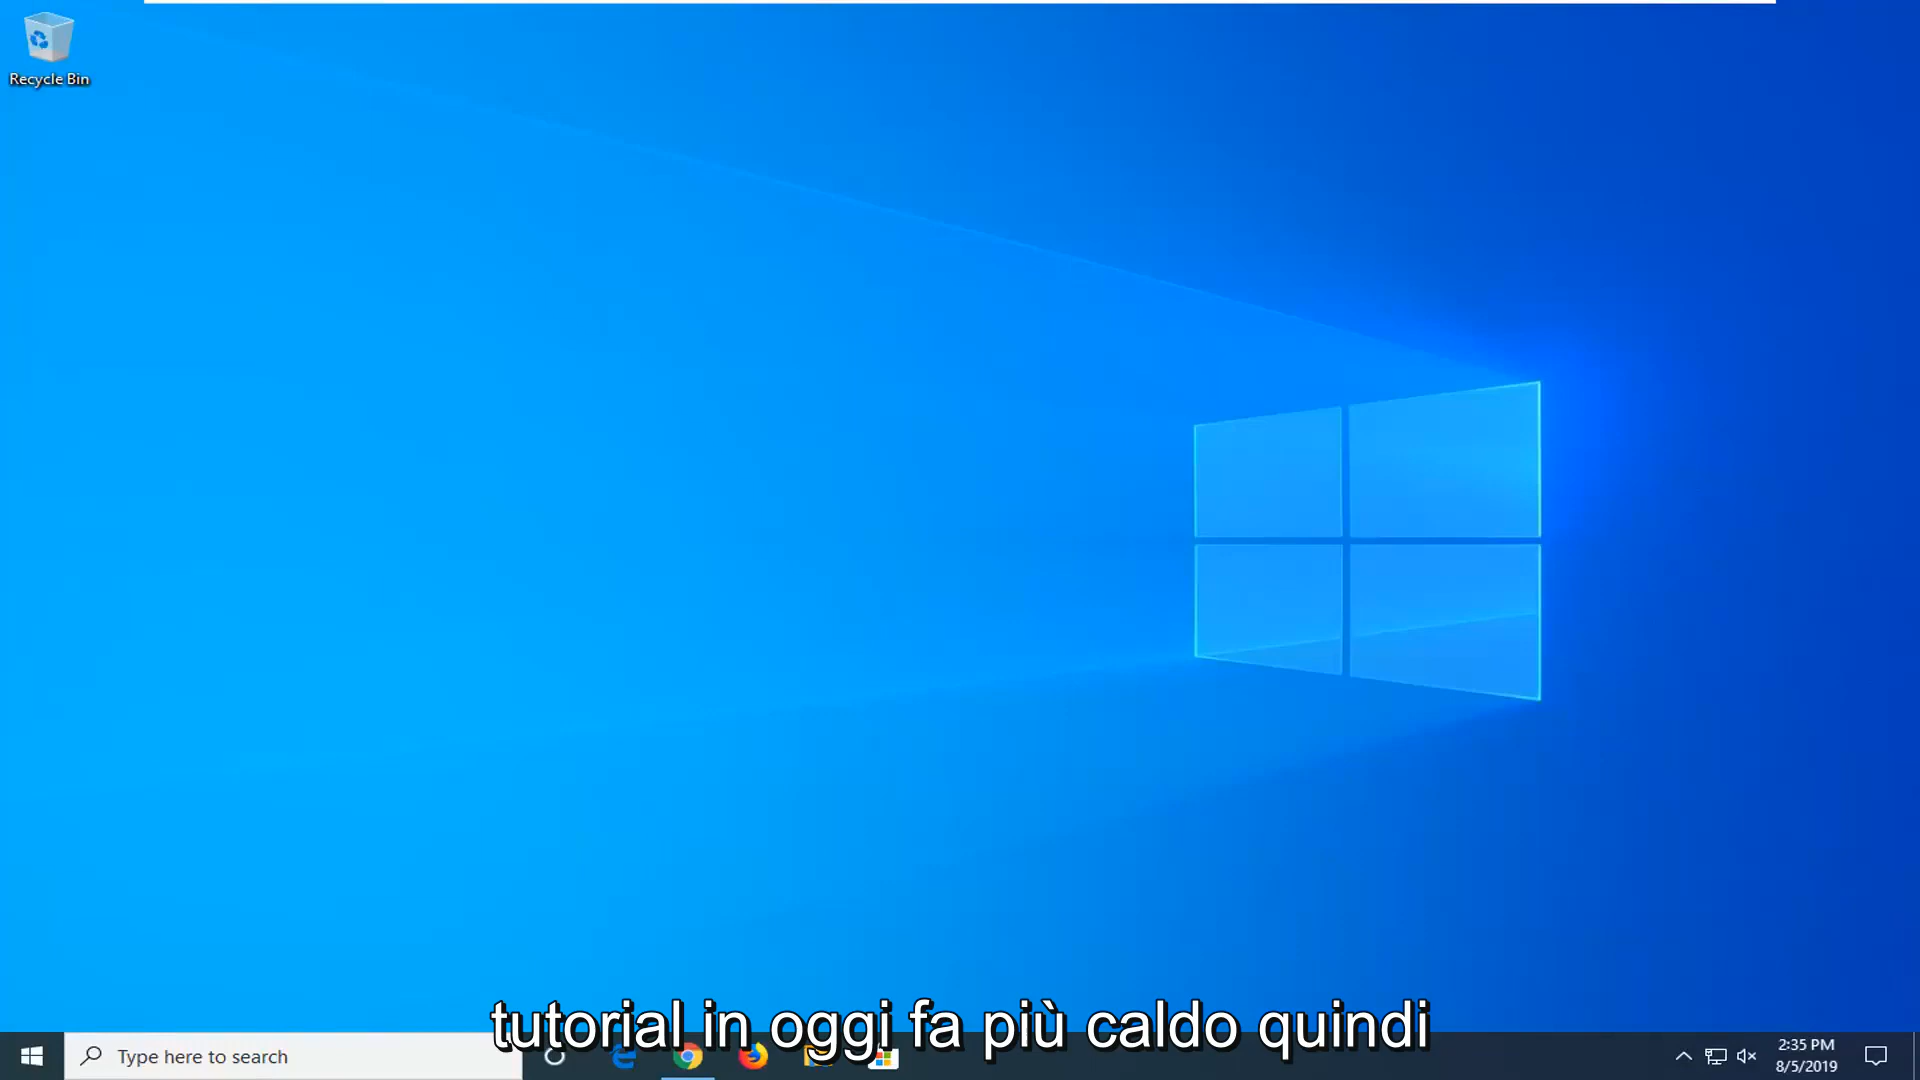 Recycle Bin
tutorial in oggi fa più caldo quindi
Type here to search
2:35 PM
8/5/2019